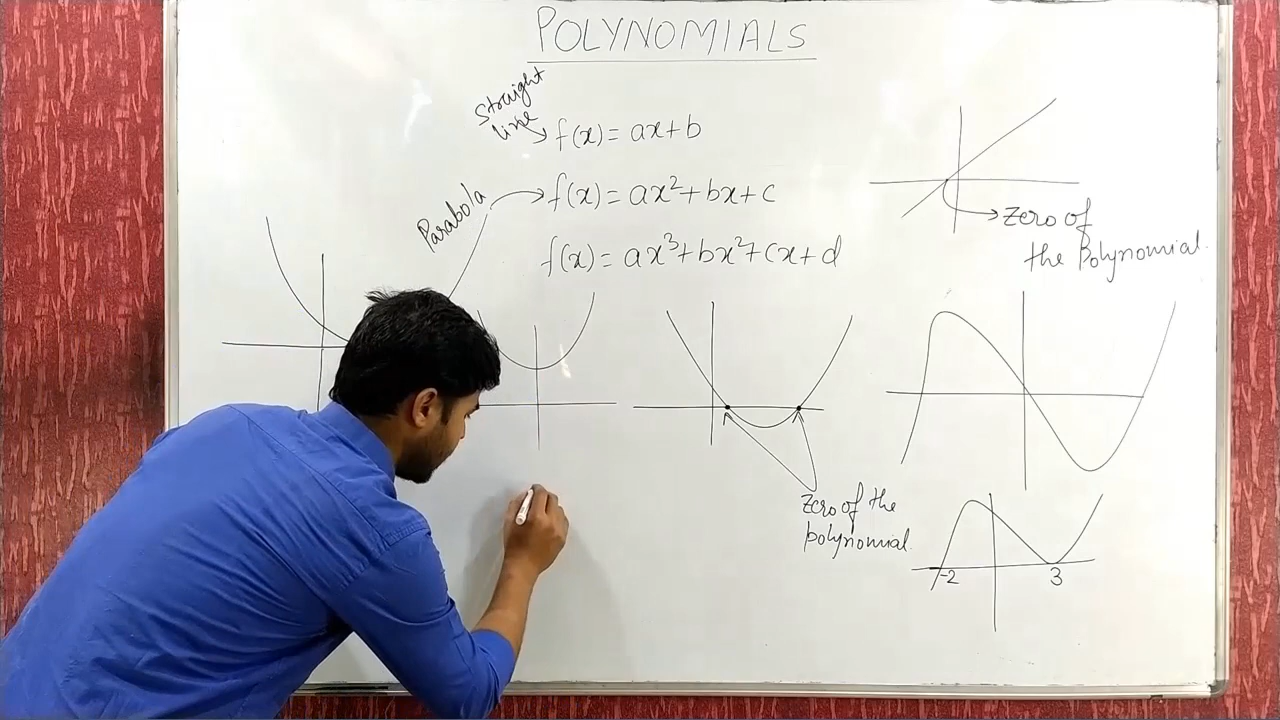 POLYNOMIALS
Straight
line
f(x) = ax+b
Parabola
f(x) = ax²+bx+c
f(x) = ax³+bx²+cx+d
Zero of
the Polynomial.
Zero of the
polynomial.
-2
3